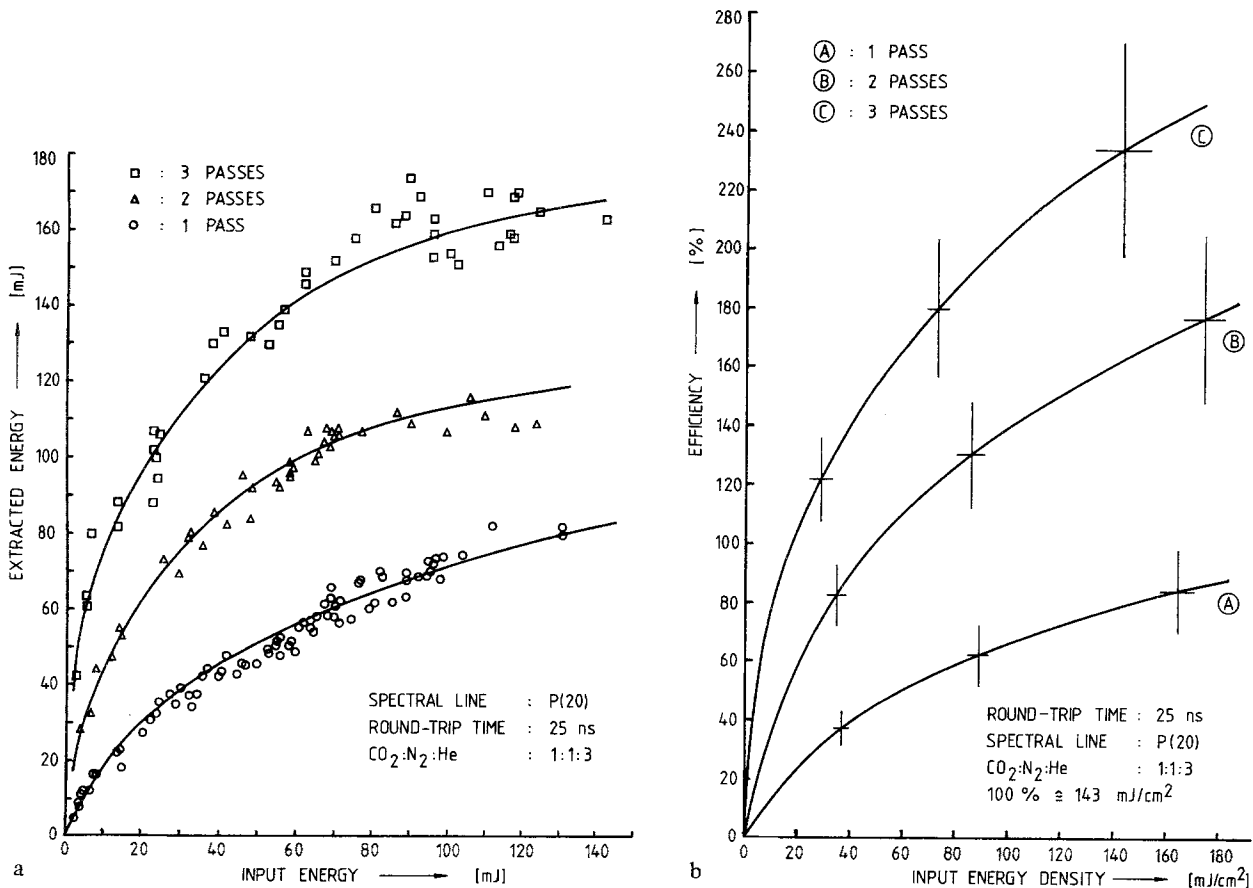 180
160
140
120
100
80
60
40
20
0
EXTRACTED ENERGY [mJ]
□ : 3 PASSES
△ : 2 PASSES
○ : 1 PASS
SPECTRAL LINE : P(20)
ROUND-TRIP TIME : 25 ns
CO₂:N₂:He : 1:1:3
0 20 40 60 80 100 120 140
INPUT ENERGY → [mJ]
a
280
260
240
220
200
180
160
140
120
100
80
60
40
20
0
EFFICIENCY → [%]
Ⓐ : 1 PASS
Ⓑ : 2 PASSES
Ⓒ : 3 PASSES
Ⓒ
Ⓑ
Ⓐ
ROUND-TRIP TIME : 25 ns
SPECTRAL LINE : P(20)
CO₂:N₂:He : 1:1:3
100 % ≙ 143 mJ/cm²
0 20 40 60 80 100 120 140 160 180
INPUT ENERGY DENSITY → [mJ/cm²]
b